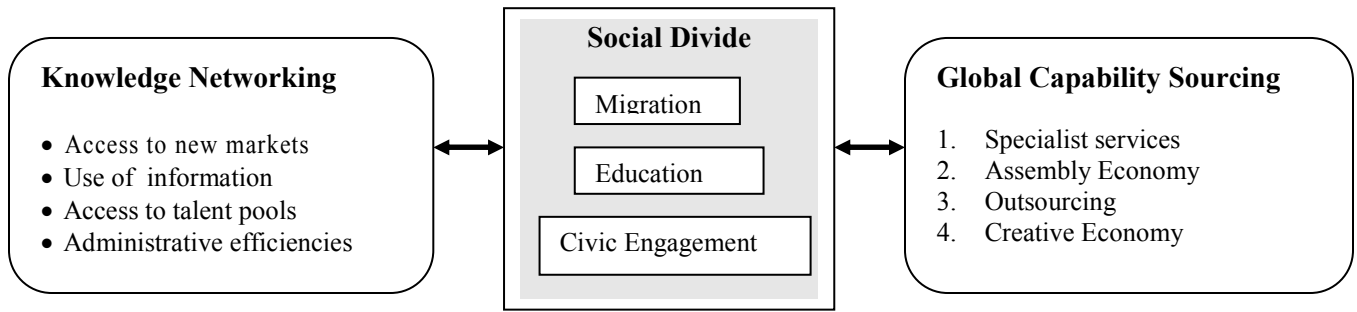 Knowledge Networking
• Access to new markets
• Use of information
• Access to talent pools
• Administrative efficiencies
Social Divide
Migration
Education
Civic Engagement
Global Capability Sourcing
1. Specialist services
2. Assembly Economy
3. Outsourcing
4. Creative Economy